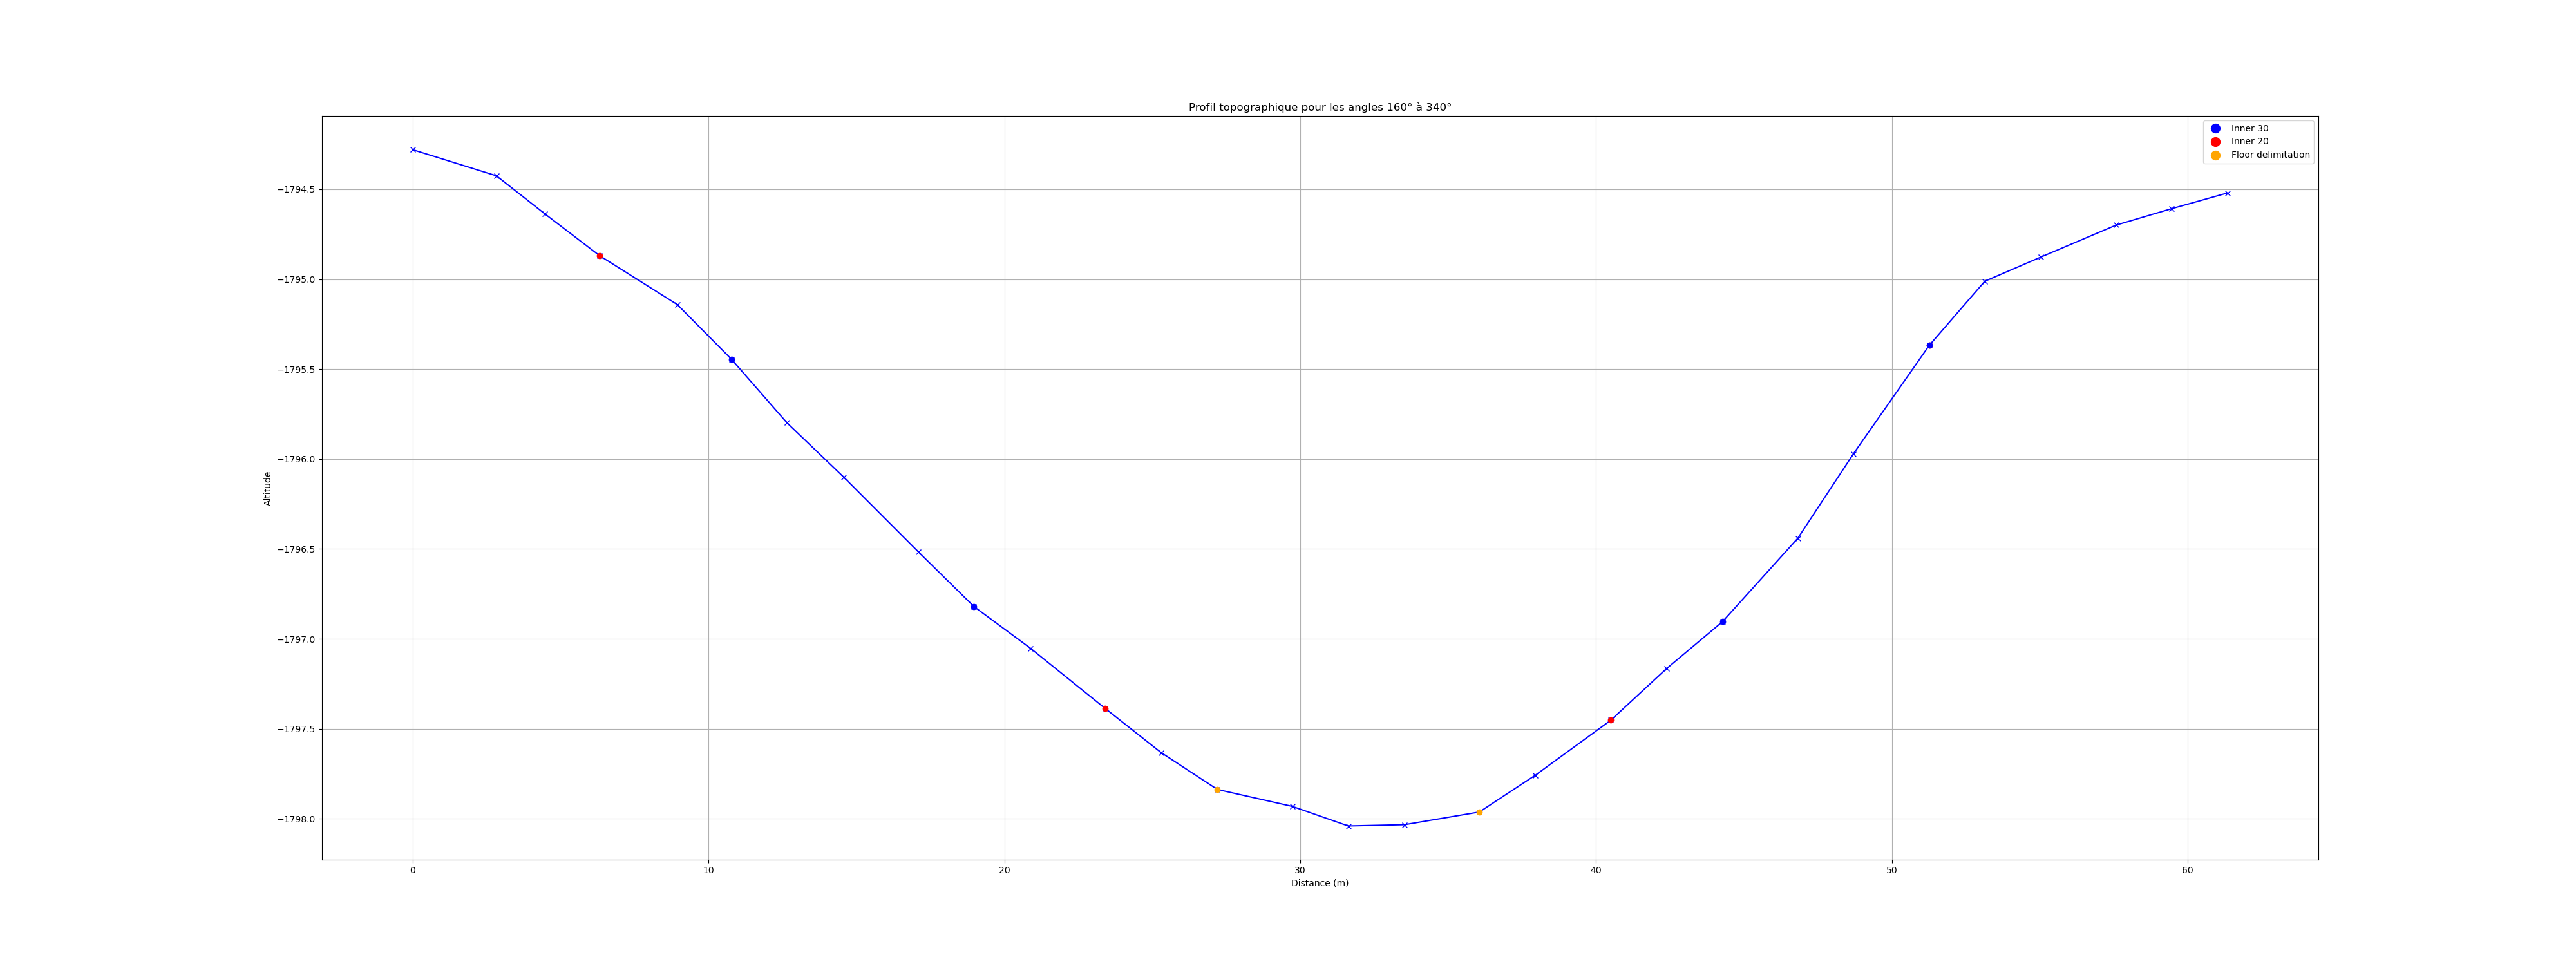 Profil topographique pour les angles 160° à 340°
Inner 30
Inner 20
Floor delimitation
−1794.5
−1795.0
−1795.5
−1796.0
−1796.5
−1797.0
−1797.5
−1798.0
Altitude
0 10 20 30 40 50 60
Distance (m)